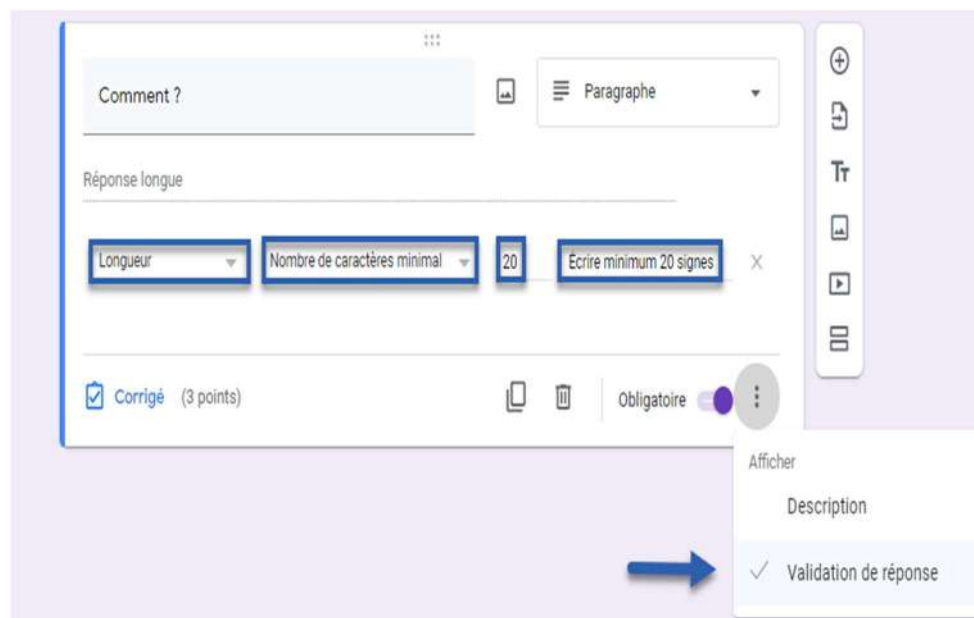 Comment ?
Paragraphe
Réponse longue
Longueur
Nombre de caractères minimal
20
Écrire minimum 20 signes
Corrigé (3 points)
Obligatoire
Afficher
Description
Validation de réponse